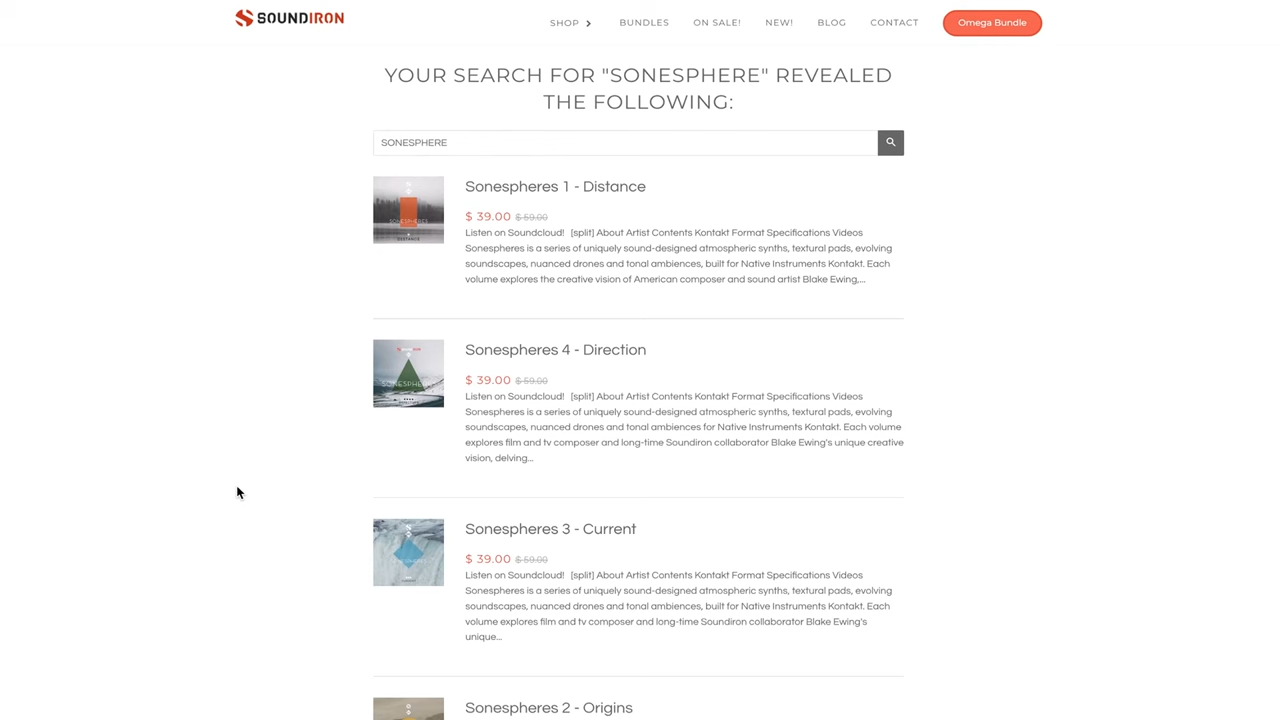 SOUNDIRON
SHOP
BUNDLES
ON SALE!
NEW!
BLOG
CONTACT
Omega Bundle
YOUR SEARCH FOR "SONESPHERE" REVEALED
THE FOLLOWING:
SONESPHERE
Sonespheres 1 - Distance
$ 39.00 $ 59.00
Listen on Soundcloud! [split] About Artist Contents Kontakt Format Specifications Videos
Sonespheres is a series of uniquely sound-designed atmospheric synths, textural pads, evolving
soundscapes, nuanced drones and tonal ambiences, built for Native Instruments Kontakt. Each
volume explores the creative vision of American composer and sound artist Blake Ewing,...
SONESPHERES
DISTANCE
Sonespheres 4 - Direction
$ 39.00 $ 59.00
Listen on Soundcloud! [split] About Artist Contents Kontakt Format Specifications Videos
Sonespheres is a series of uniquely sound-designed atmospheric synths, textural pads, evolving
soundscapes, nuanced drones and tonal ambiences for Native Instruments Kontakt. Each volume
explores film and tv composer and long-time Soundiron collaborator Blake Ewing's unique creative
vision, delving...
Sonespheres 3 - Current
$ 39.00 $ 59.00
Listen on Soundcloud! [split] About Artist Contents Kontakt Format Specifications Videos
Sonespheres is a series of uniquely sound-designed atmospheric synths, textural pads, evolving
soundscapes, nuanced drones and tonal ambiences, built for Native Instruments Kontakt. Each
volume explores film and tv composer and long-time Soundiron collaborator Blake Ewing's
unique...
Sonespheres 2 - Origins